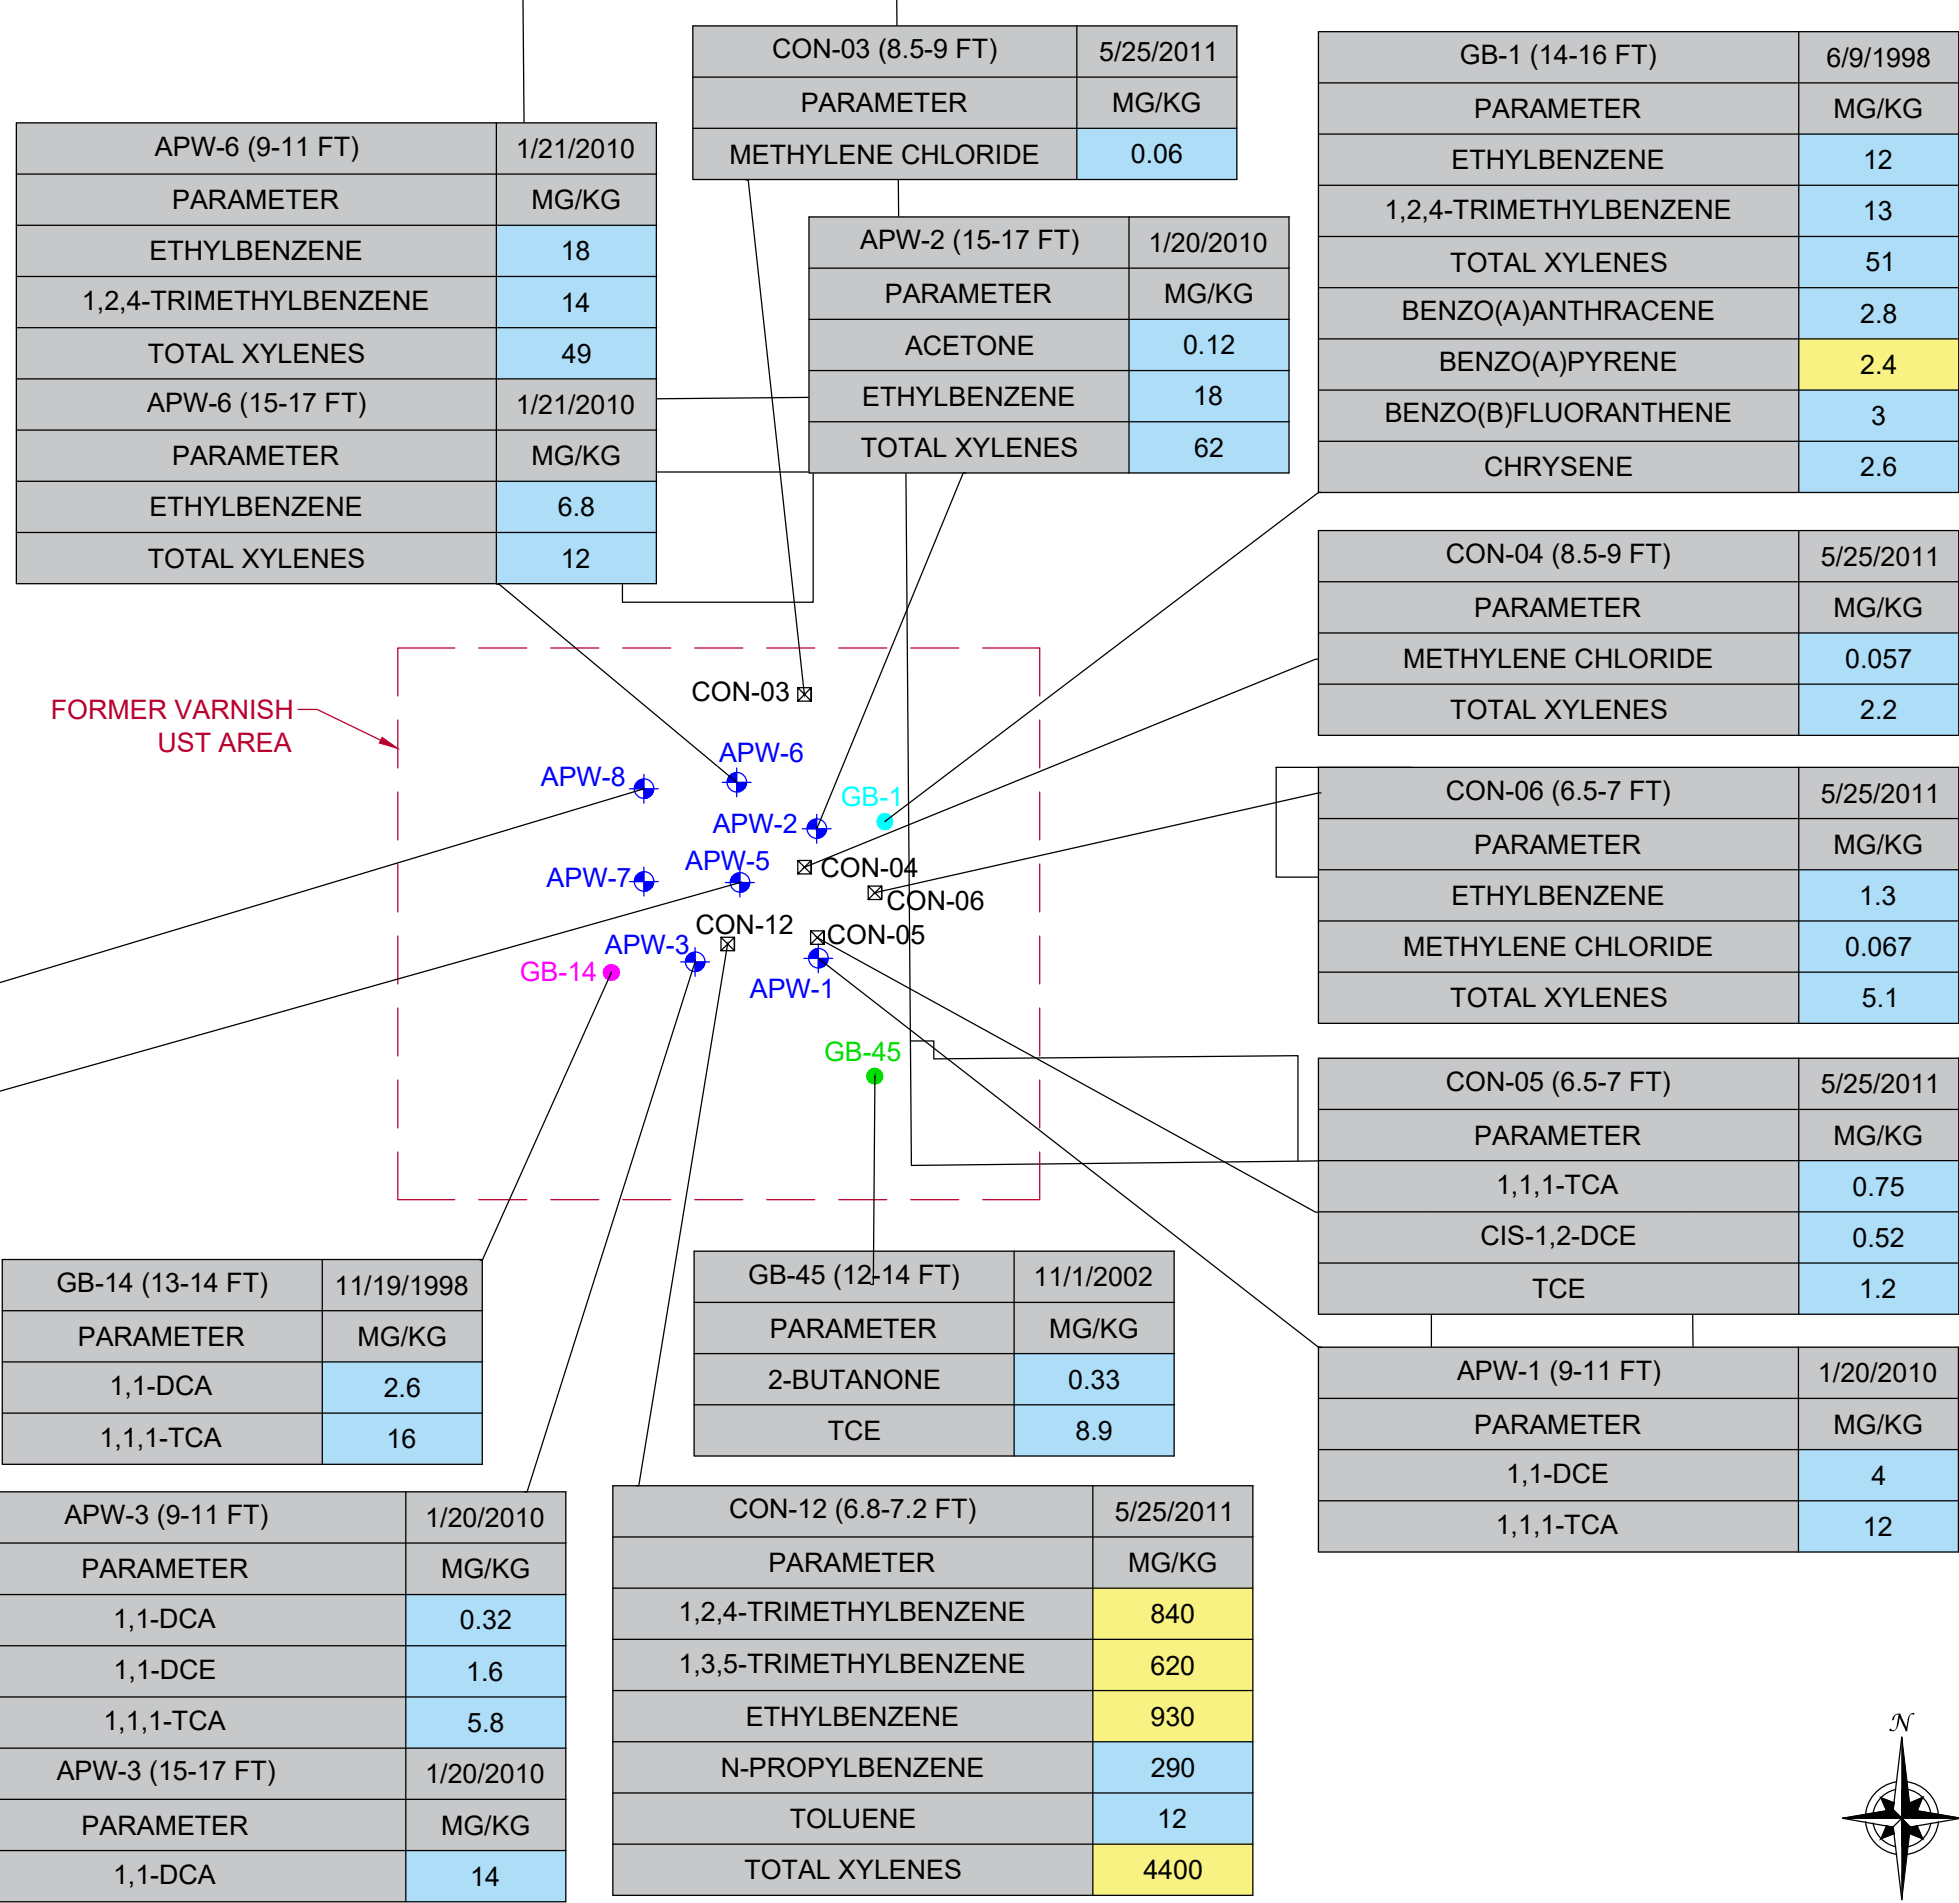 CON-03 (8.5-9 FT) 5/25/2011
PARAMETER MG/KG
METHYLENE CHLORIDE 0.06
GB-1 (14-16 FT) 6/9/1998
PARAMETER MG/KG
ETHYLBENZENE 12
1,2,4-TRIMETHYLBENZENE 13
TOTAL XYLENES 51
BENZO(A)ANTHRACENE 2.8
BENZO(A)PYRENE 2.4
BENZO(B)FLUORANTHENE 3
CHRYSENE 2.6
APW-6 (9-11 FT) 1/21/2010
PARAMETER MG/KG
ETHYLBENZENE 18
1,2,4-TRIMETHYLBENZENE 14
TOTAL XYLENES 49
APW-6 (15-17 FT) 1/21/2010
PARAMETER MG/KG
ETHYLBENZENE 6.8
TOTAL XYLENES 12
APW-2 (15-17 FT) 1/20/2010
PARAMETER MG/KG
ACETONE 0.12
ETHYLBENZENE 18
TOTAL XYLENES 62
CON-04 (8.5-9 FT) 5/25/2011
PARAMETER MG/KG
METHYLENE CHLORIDE 0.057
TOTAL XYLENES 2.2
FORMER VARNISH
UST AREA
CON-03
APW-6
APW-8
GB-1
APW-2
APW-5
CON-04
APW-7
CON-06
CON-12
CON-05
APW-3
GB-14
APW-1
GB-45
CON-06 (6.5-7 FT) 5/25/2011
PARAMETER MG/KG
ETHYLBENZENE 1.3
METHYLENE CHLORIDE 0.067
TOTAL XYLENES 5.1
CON-05 (6.5-7 FT) 5/25/2011
PARAMETER MG/KG
1,1,1-TCA 0.75
CIS-1,2-DCE 0.52
TCE 1.2
GB-14 (13-14 FT) 11/19/1998
PARAMETER MG/KG
1,1-DCA 2.6
1,1,1-TCA 16
GB-45 (12-14 FT) 11/1/2002
PARAMETER MG/KG
2-BUTANONE 0.33
TCE 8.9
APW-1 (9-11 FT) 1/20/2010
PARAMETER MG/KG
1,1-DCE 4
1,1,1-TCA 12
APW-3 (9-11 FT) 1/20/2010
PARAMETER MG/KG
1,1-DCA 0.32
1,1-DCE 1.6
1,1,1-TCA 5.8
APW-3 (15-17 FT) 1/20/2010
PARAMETER MG/KG
1,1-DCA 14
CON-12 (6.8-7.2 FT) 5/25/2011
PARAMETER MG/KG
1,2,4-TRIMETHYLBENZENE 840
1,3,5-TRIMETHYLBENZENE 620
ETHYLBENZENE 930
N-PROPYLBENZENE 290
TOLUENE 12
TOTAL XYLENES 4400
N